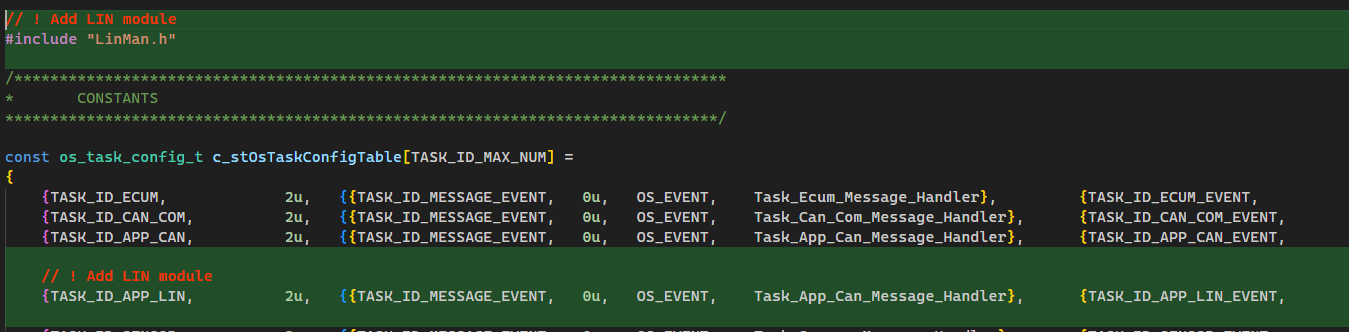 // ! Add LIN module
#include "LinMan.h"
/*******************************************************************************
*       CONSTANTS
*******************************************************************************/
const os_task_config_t c_stOsTaskConfigTable[TASK_ID_MAX_NUM] =
{
    {TASK_ID_ECUM,             2u,   {{TASK_ID_MESSAGE_EVENT,   0u,   OS_EVENT,    Task_Ecum_Message_Handler},         {TASK_ID_ECUM_EVENT,
    {TASK_ID_CAN_COM,          2u,   {{TASK_ID_MESSAGE_EVENT,   0u,   OS_EVENT,    Task_Can_Com_Message_Handler},      {TASK_ID_CAN_COM_EVENT,
    {TASK_ID_APP_CAN,          2u,   {{TASK_ID_MESSAGE_EVENT,   0u,   OS_EVENT,    Task_App_Can_Message_Handler},      {TASK_ID_APP_CAN_EVENT,
    // ! Add LIN module
    {TASK_ID_APP_LIN,          2u,   {{TASK_ID_MESSAGE_EVENT,   0u,   OS_EVENT,    Task_App_Can_Message_Handler},      {TASK_ID_APP_LIN_EVENT,